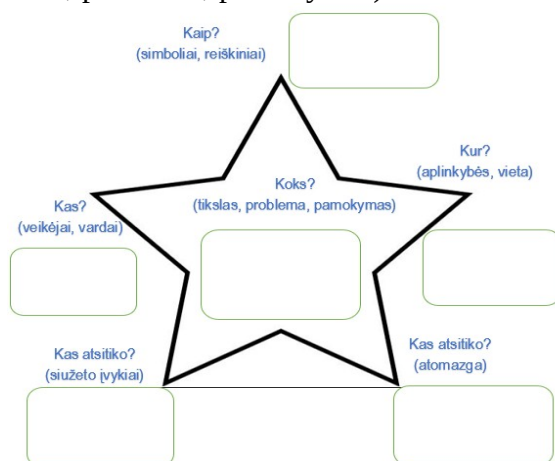 Kaip?
(simboliai, reiškiniai)
Kur?
(aplinkybės, vieta)
Koks?
(tikslas, problema, pamokymas)
Kas?
(veikėjai, vardai)
Kas atsitiko?
(siužeto įvykiai)
Kas atsitiko?
(atomazga)